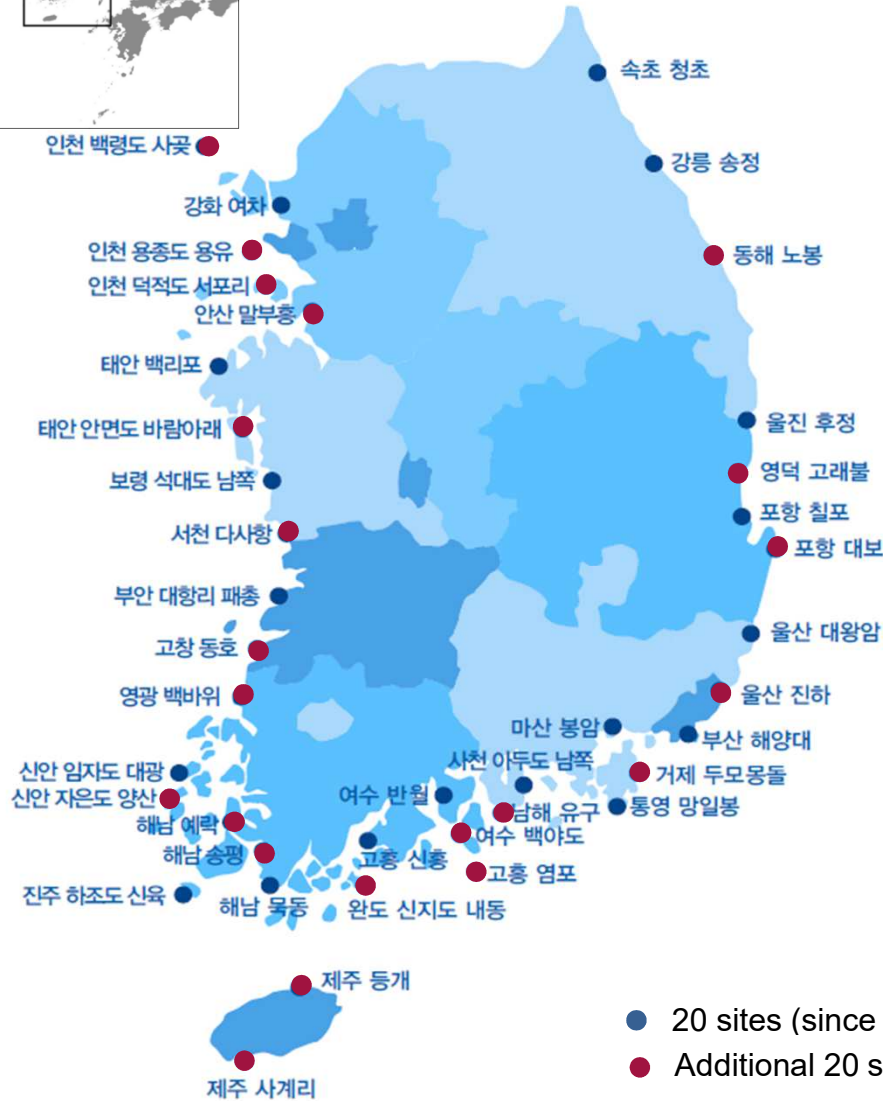 속초 청초
인천 백령도 사곶
강릉 송정
강화 여차
인천 용종도 용유
동해 노봉
인천 덕적도 서포리
안산 말부흥
태안 백리포
울진 후정
태안 안면도 바람아래
영덕 고래불
보령 석대도 남쪽
포항 칠포
서천 다사항
포항 대보
부안 대항리 패총
울산 대왕암
고창 동호
영광 백바위
울산 진하
마산 봉암
부산 해양대
사천 아두도 남쪽
신안 임자도 대광
거제 두모몽돌
신안 자은도 양산
여수 반월
남해 유구
통영 망일봉
해남 예락
여수 백야도
해남 송평
고흥 신흥
고흥 염포
진주 하조도 신육
해남 묵동
완도 신지도 내동
제주 등개
20 sites (since
Additional 20 s
제주 사계리